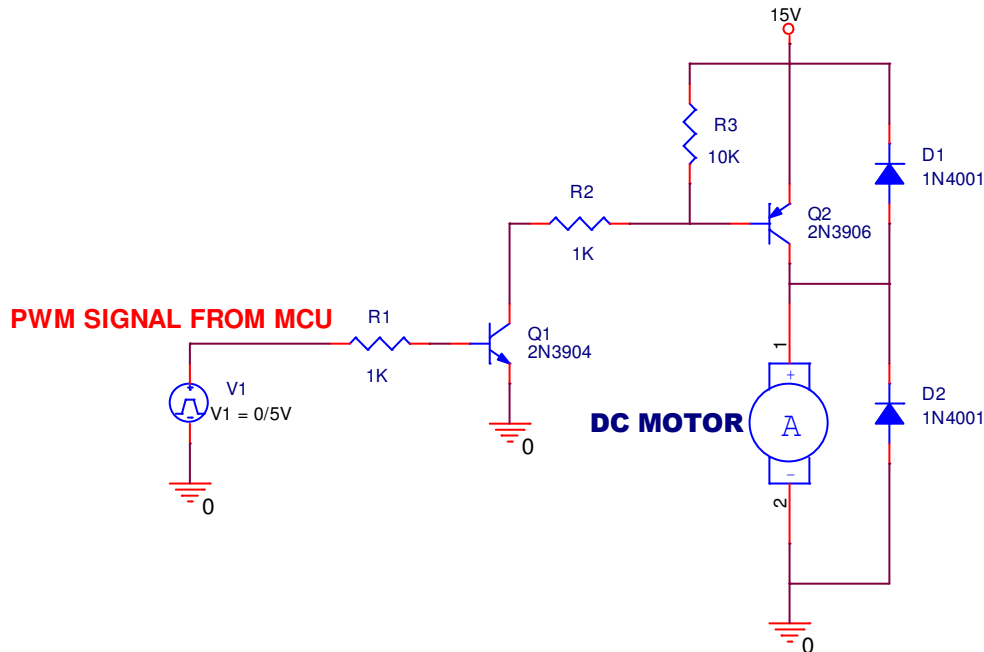 15V
R3
10K
D1
1N4001
R2
1K
Q2
2N3906
PWM SIGNAL FROM MCU
R1
1K
Q1
2N3904
V1
V1 = 0/5V
0
0
1
+
DC MOTOR
A
-
2
D2
1N4001
0